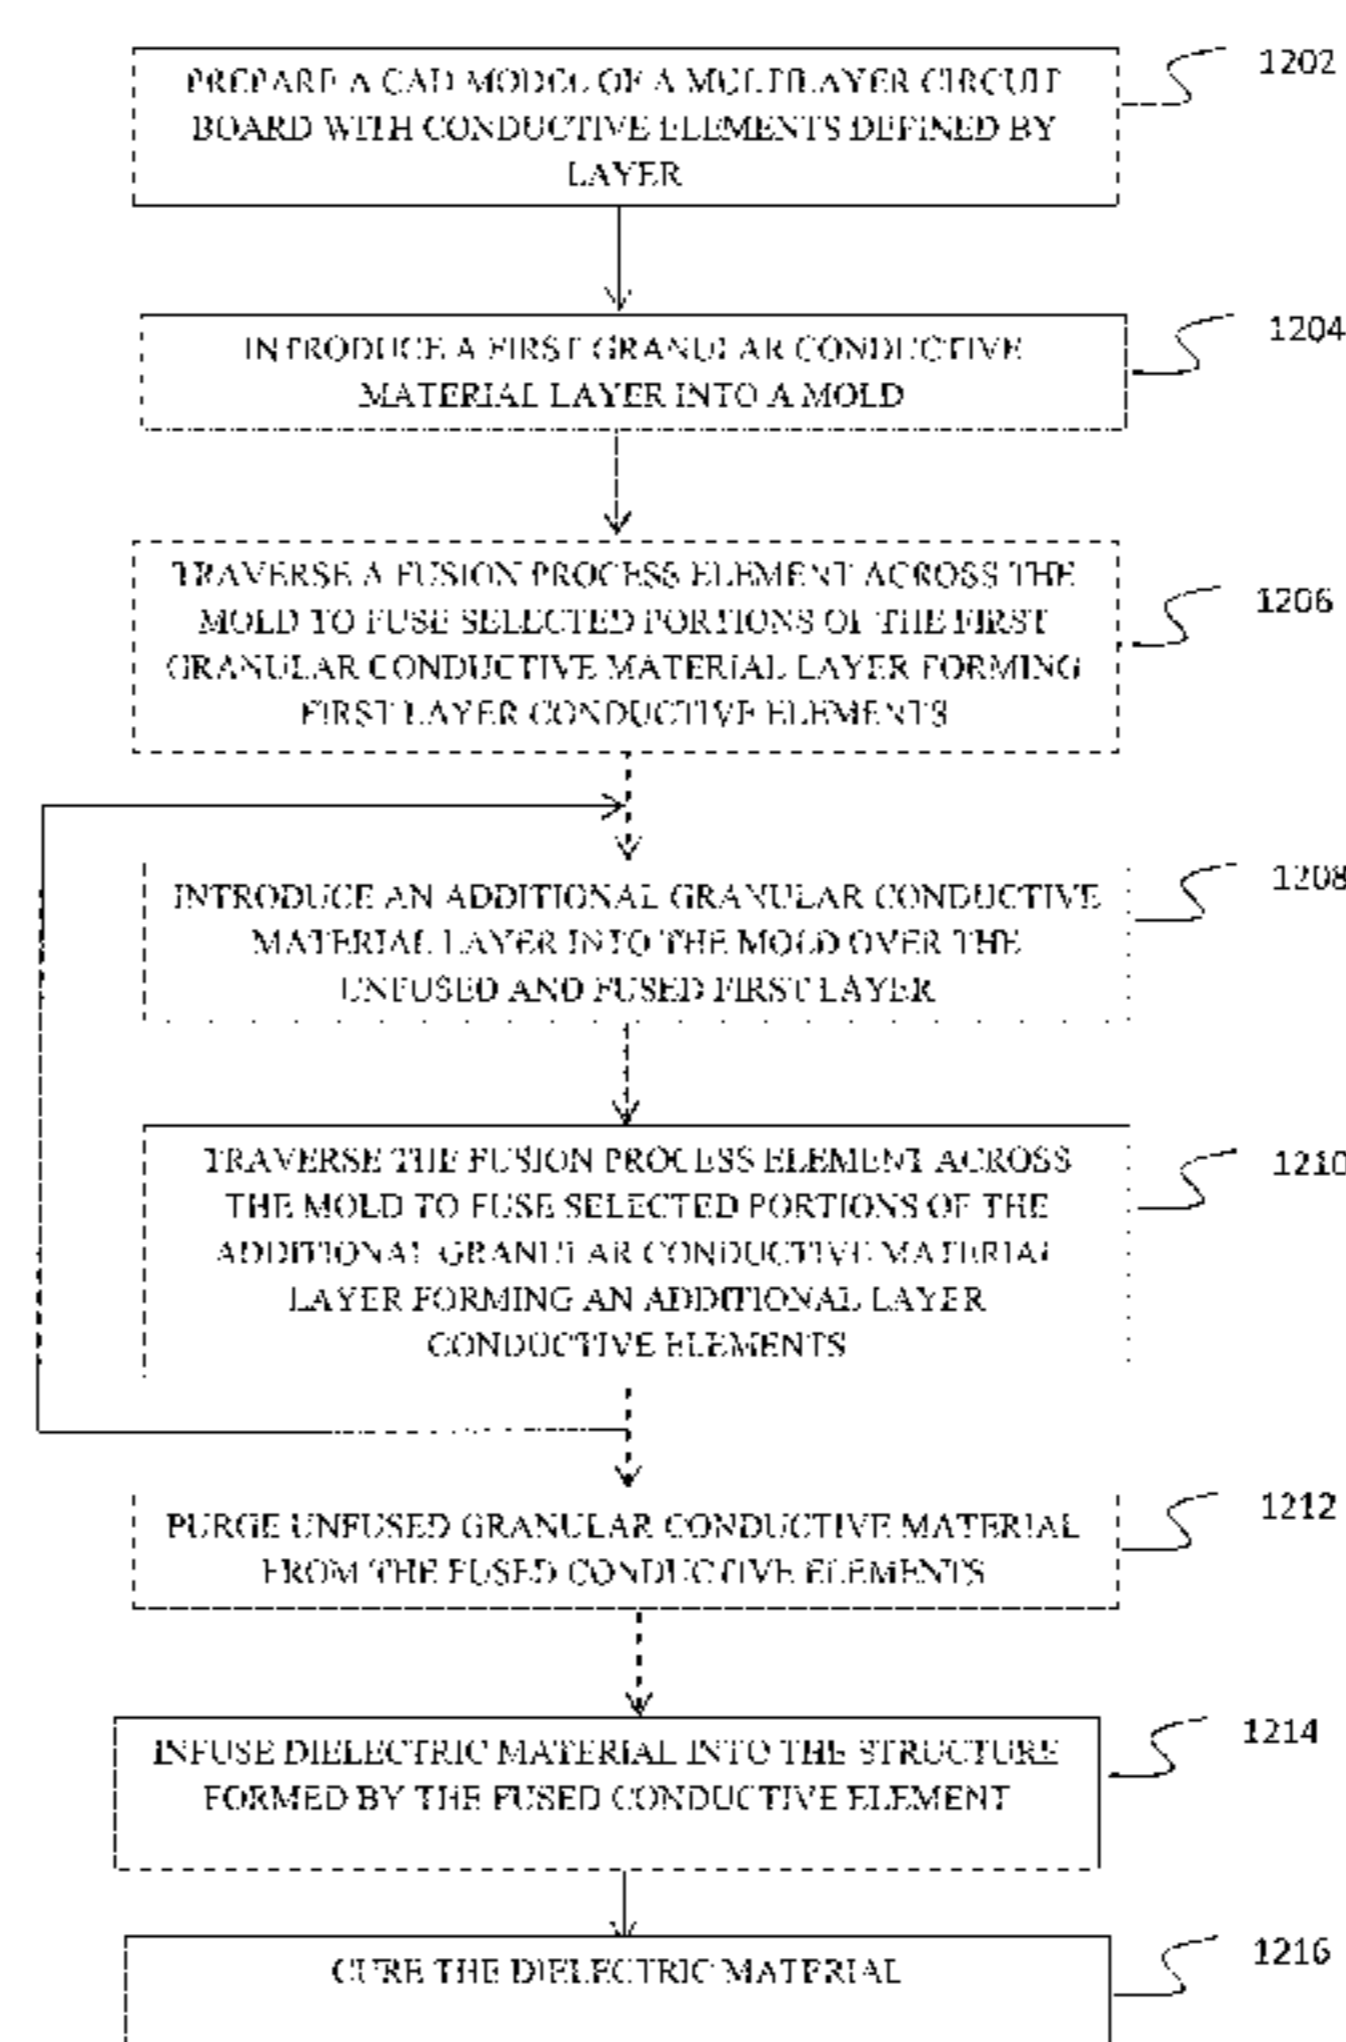 PREPARE A CAD MODEL OF A MULTILAYER CIRCUIT
BOARD WITH CONDUCTIVE ELEMENTS DEFINED BY
LAYER
1202
INTRODUCE A FIRST GRANULAR CONDUCTIVE
MATERIAL LAYER INTO A MOLD
1204
TRAVERSE A FUSION PROCESS ELEMENT ACROSS THE
MOLD TO FUSE SELECTED PORTIONS OF THE FIRST
GRANULAR CONDUCTIVE MATERIAL LAYER FORMING
FIRST LAYER CONDUCTIVE ELEMENTS
1206
INTRODUCE AN ADDITIONAL GRANULAR CONDUCTIVE
MATERIAL LAYER INTO THE MOLD OVER THE
UNFUSED AND FUSED FIRST LAYER
1208
TRAVERSE THE FUSION PROCESS ELEMENT ACROSS
THE MOLD TO FUSE SELECTED PORTIONS OF THE
ADDITIONAL GRANULAR CONDUCTIVE MATERIAL
LAYER FORMING AN ADDITIONAL LAYER
CONDUCTIVE ELEMENTS
1210
PURGE UNFUSED GRANULAR CONDUCTIVE MATERIAL
FROM THE FUSED CONDUCTIVE ELEMENTS
1212
INFUSE DIELECTRIC MATERIAL INTO THE STRUCTURE
FORMED BY THE FUSED CONDUCTIVE ELEMENT
1214
CURE THE DIELECTRIC MATERIAL
1216